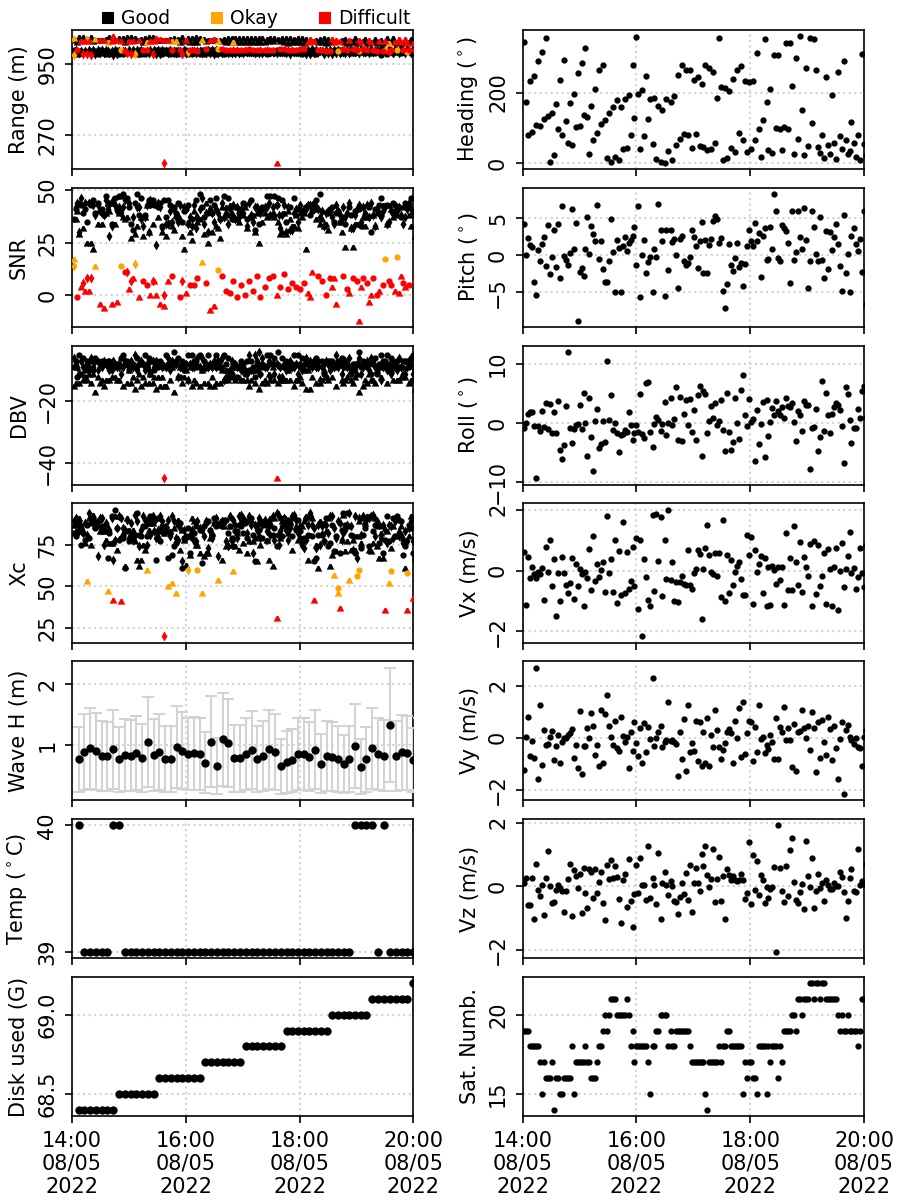 Good Okay Difficult
Range (m)
950
270
Heading (°)
200
0
SNR
50
25
0
Pitch (°)
5
0
−5
DBV
−20
−40
Roll (°)
10
0
−10
Xc
75
50
25
Vx (m/s)
2
0
−2
Wave H (m)
2
1
Vy (m/s)
2
0
−2
Temp (°C)
40
39
Vz (m/s)
2
0
−2
Disk used (G)
69.0
68.5
Sat. Numb.
20
15
14:00 16:00 18:00 20:00
08/05 08/05 08/05 08/05
2022 2022 2022 2022
14:00 16:00 18:00 20:00
08/05 08/05 08/05 08/05
2022 2022 2022 2022